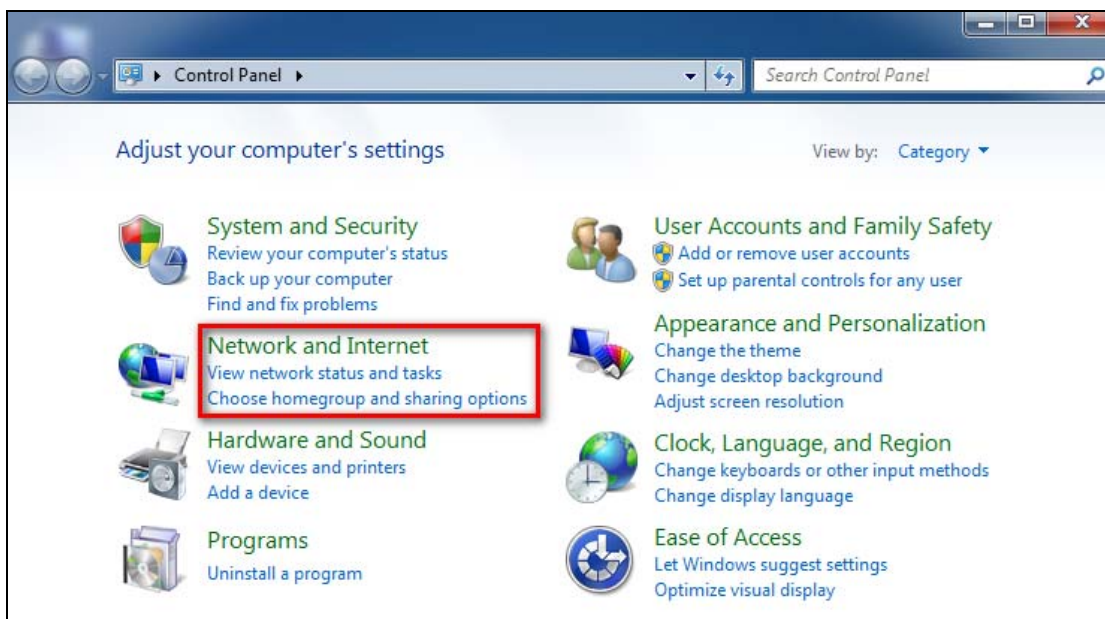 Control Panel
Search Control Panel
Adjust your computer's settings
View by: Category
System and Security
Review your computer's status
Back up your computer
Find and fix problems
Network and Internet
View network status and tasks
Choose homegroup and sharing options
Hardware and Sound
View devices and printers
Add a device
Programs
Uninstall a program
User Accounts and Family Safety
Add or remove user accounts
Set up parental controls for any user
Appearance and Personalization
Change the theme
Change desktop background
Adjust screen resolution
Clock, Language, and Region
Change keyboards or other input methods
Change display language
Ease of Access
Let Windows suggest settings
Optimize visual display